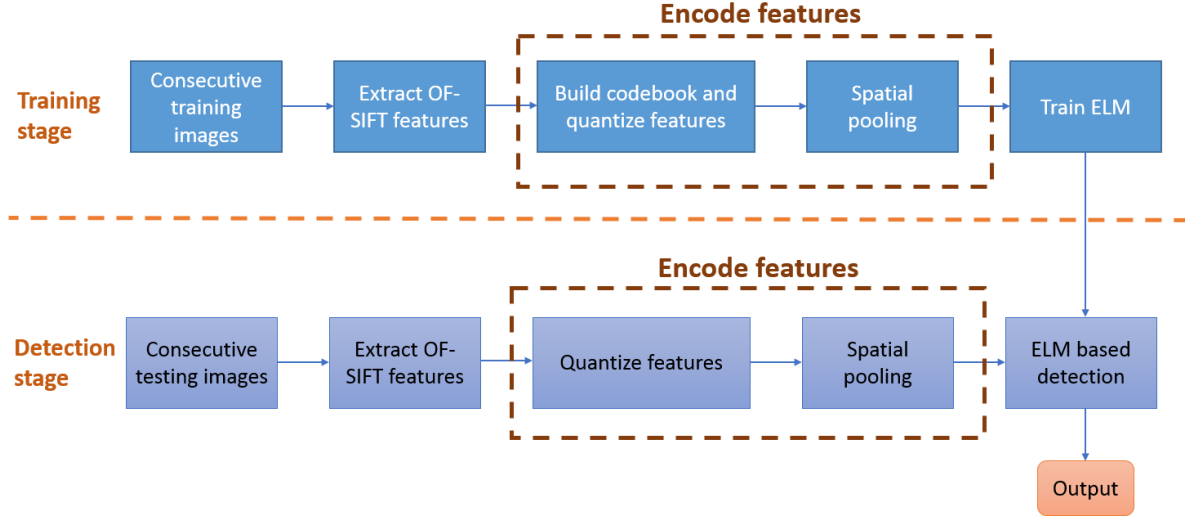 Encode features
Training
stage
Consecutive
training
images
Extract OF-
SIFT features
Build codebook and
quantize features
Spatial
pooling
Train ELM
Encode features
Detection
stage
Consecutive
testing images
Extract OF-
SIFT features
Quantize features
Spatial
pooling
ELM based
detection
Output